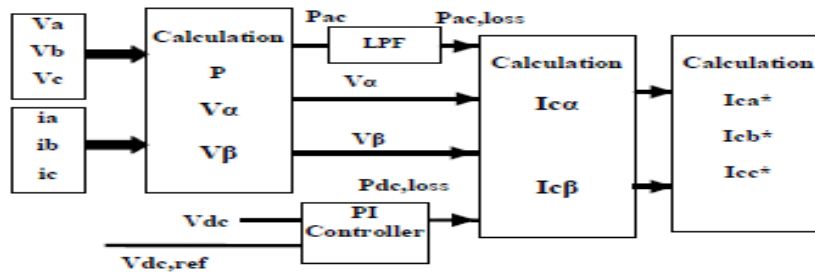 Va
Vb
Vc
ia
ib
ic
Calculation
P
Vα
Vβ
Pac
LPF
Pac,loss
Vα
Vβ
Pdc,loss
Vdc
Vdc,ref
PI
Controller
Calculation
Icα
Icβ
Calculation
Ica*
Icb*
Icc*